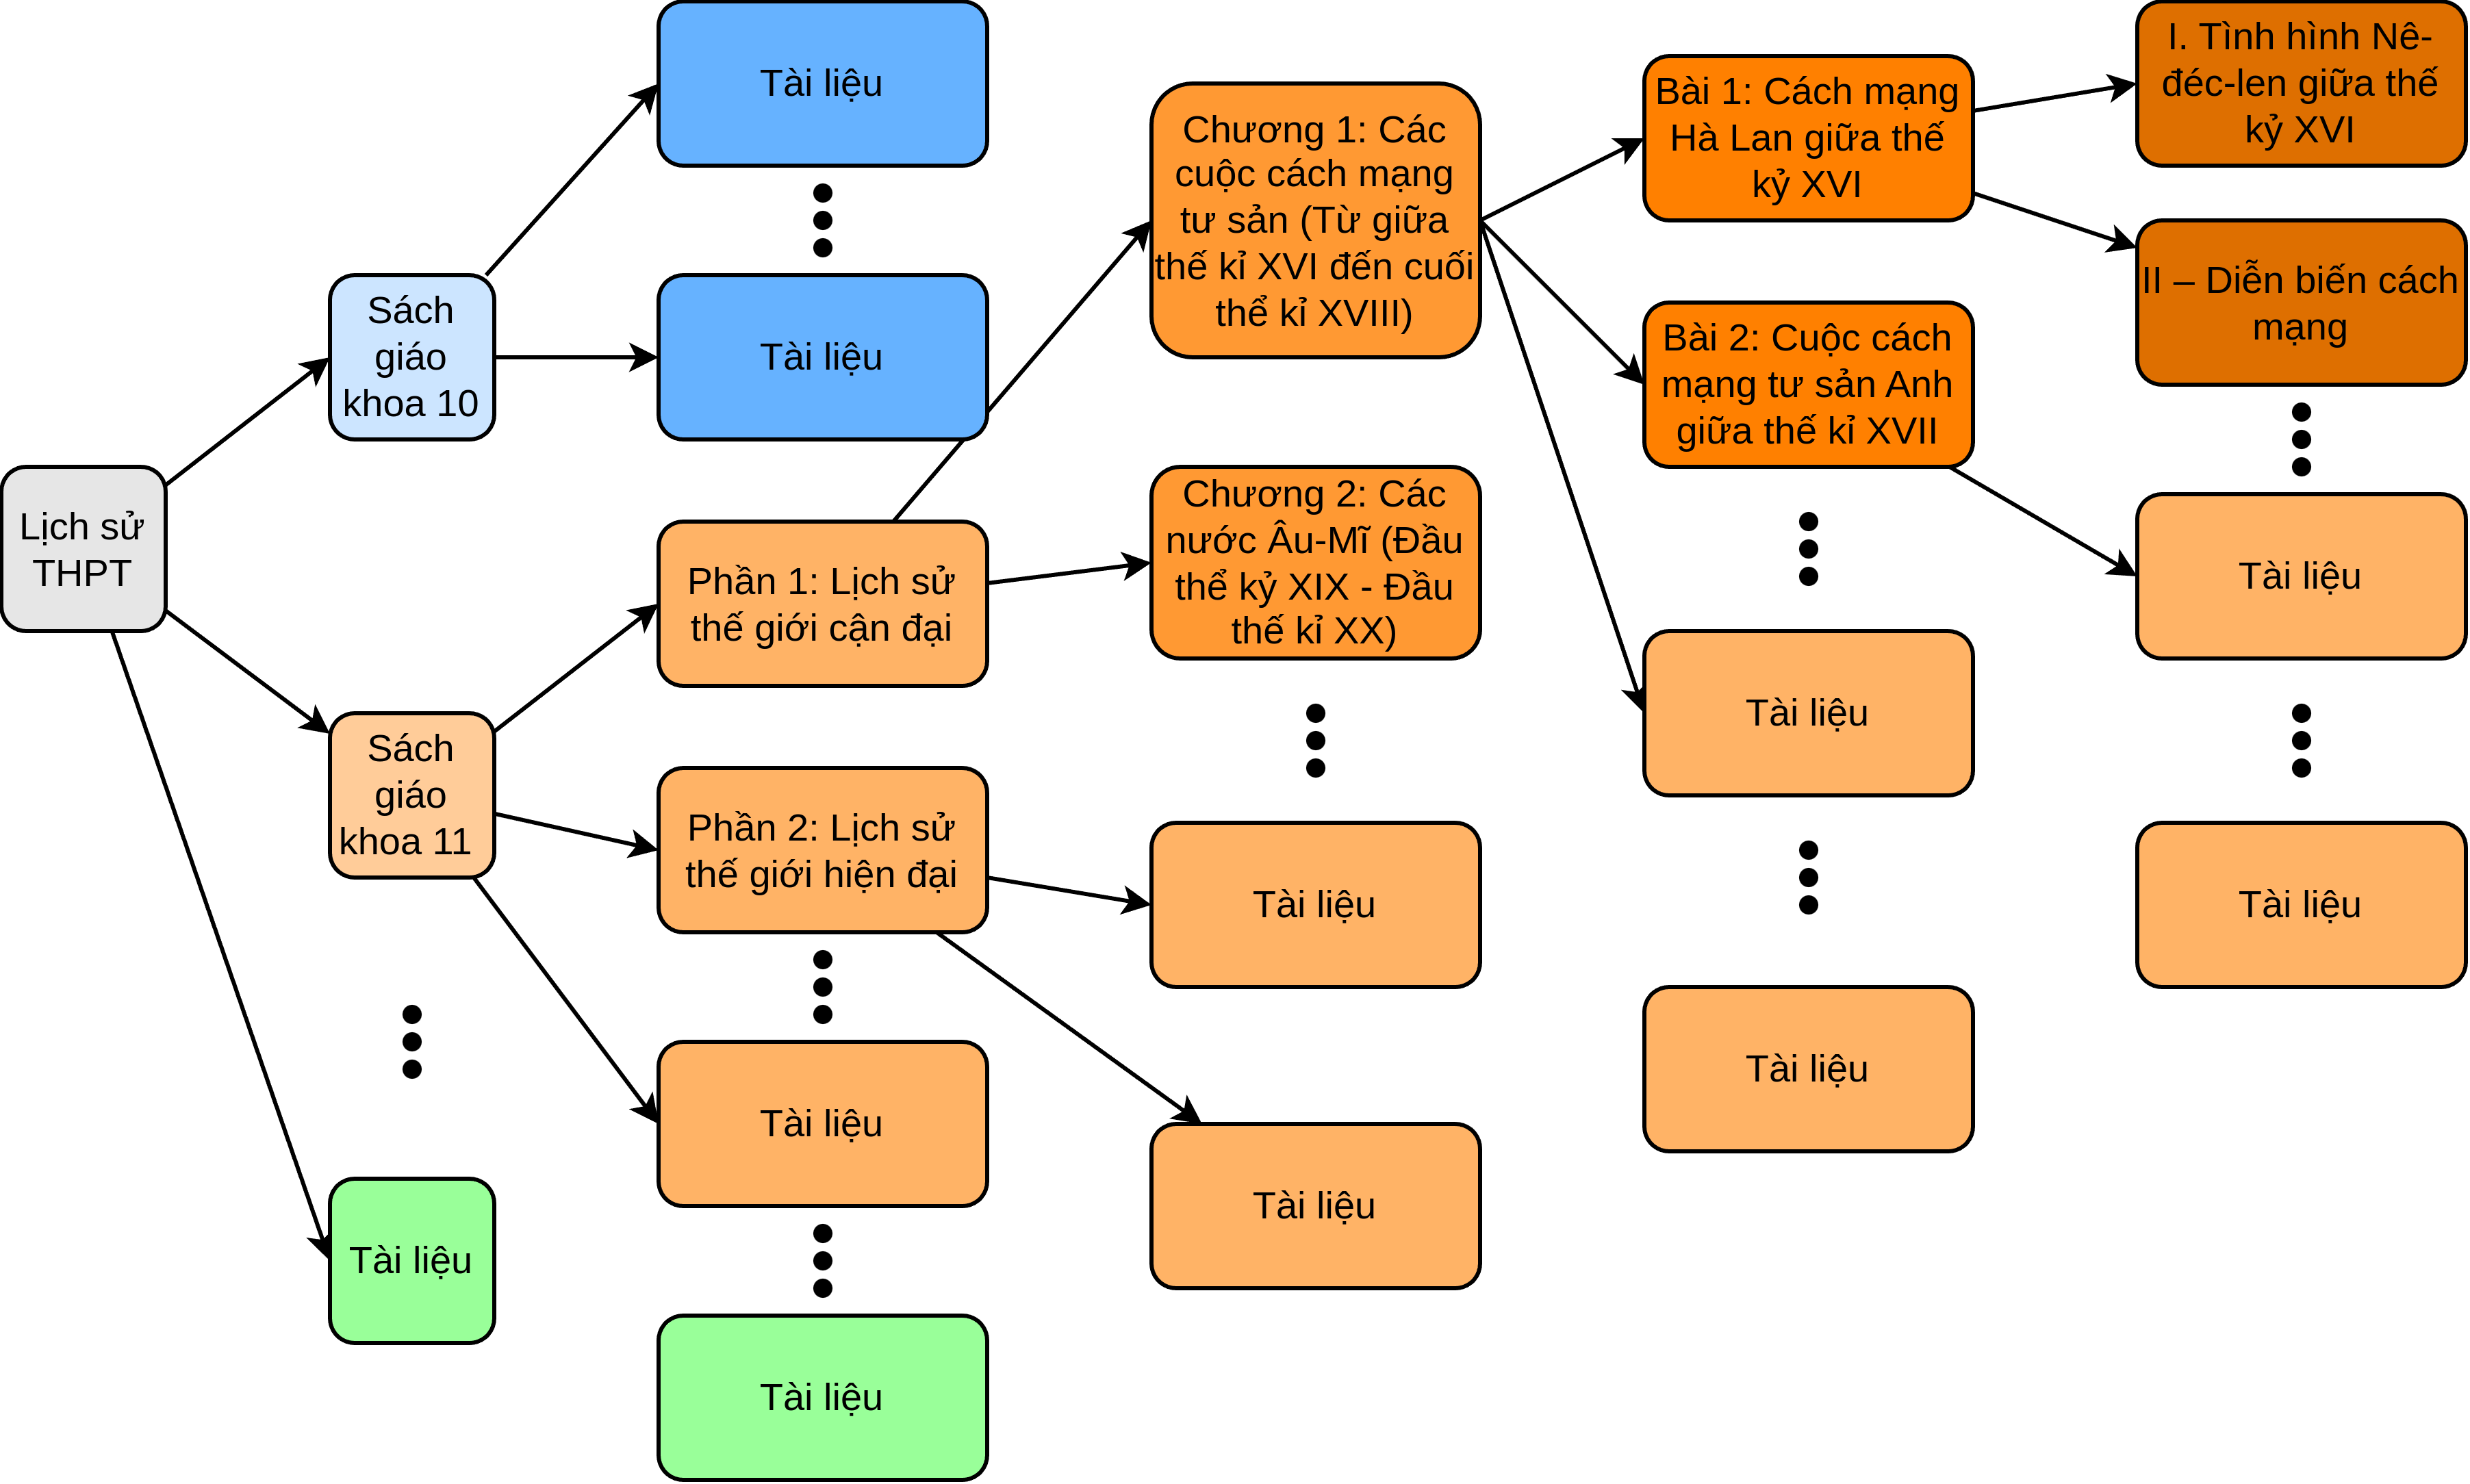 Lịch sử
THPT
Sách
giáo
khoa 10
Sách
giáo
khoa 11
Tài liệu
Tài liệu
Tài liệu
Phần 1: Lịch sử
thế giới cận đại
Phần 2: Lịch sử
thế giới hiện đại
Tài liệu
Tài liệu
Chương 1: Các
cuộc cách mạng
tư sản (Từ giữa
thế kỉ XVI đến cuối
thể kỉ XVIII)
Chương 2: Các
nước Âu-Mĩ (Đầu
thể kỷ XIX - Đầu
thế kỉ XX)
Tài liệu
Tài liệu
Bài 1: Cách mạng
Hà Lan giữa thế
kỷ XVI
Bài 2: Cuộc cách
mạng tư sản Anh
giữa thế kỉ XVII
Tài liệu
Tài liệu
I. Tình hình Nê-
đéc-len giữa thế
kỷ XVI
II – Diễn biến cách
mạng
Tài liệu
Tài liệu